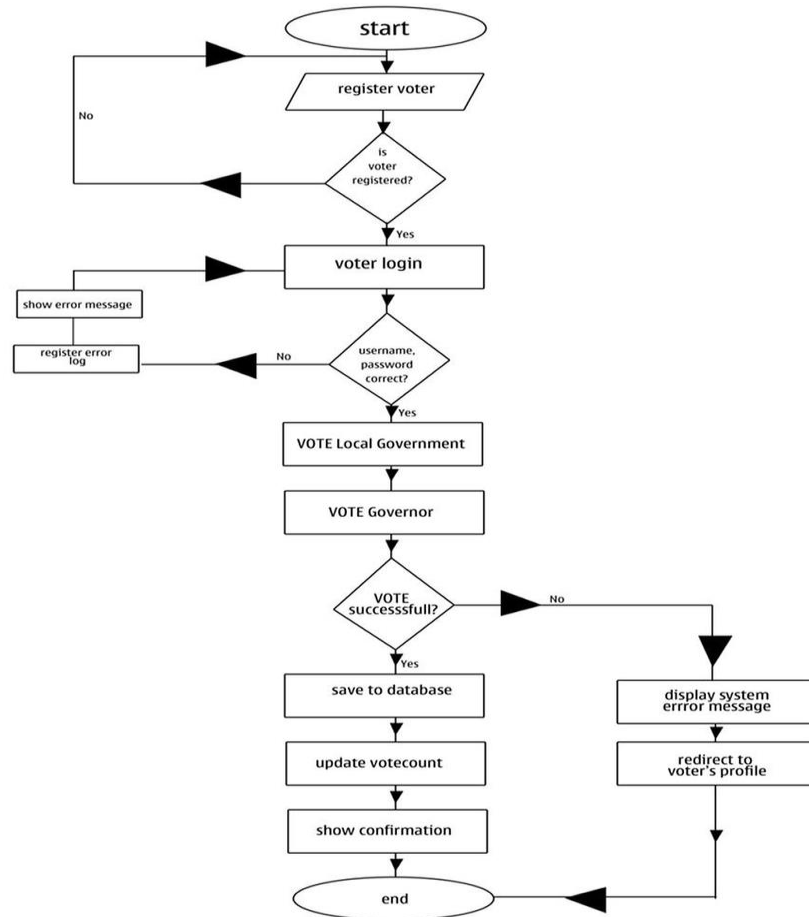 start
register voter
No
is
voter
registered?
Yes
voter login
show error message
register error
log
No
username,
password
correct?
Yes
VOTE Local Government
VOTE Governor
VOTE
successsfull?
No
Yes
save to database
display system
errror message
update votecount
redirect to
voter's profile
show confirmation
end